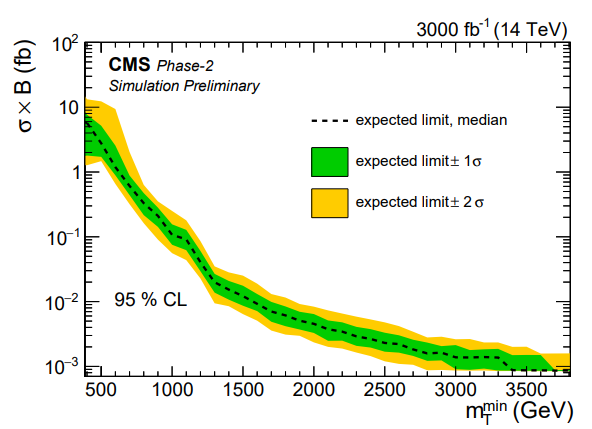 3000 fb⁻¹ (14 TeV)
CMS Phase-2
Simulation Preliminary
expected limit, median
expected limit± 1σ
expected limit± 2 σ
95 % CL
σ × B (fb)
10²
10
1
10⁻¹
10⁻²
10⁻³
500 1000 1500 2000 2500 3000 3500
m_T^min (GeV)